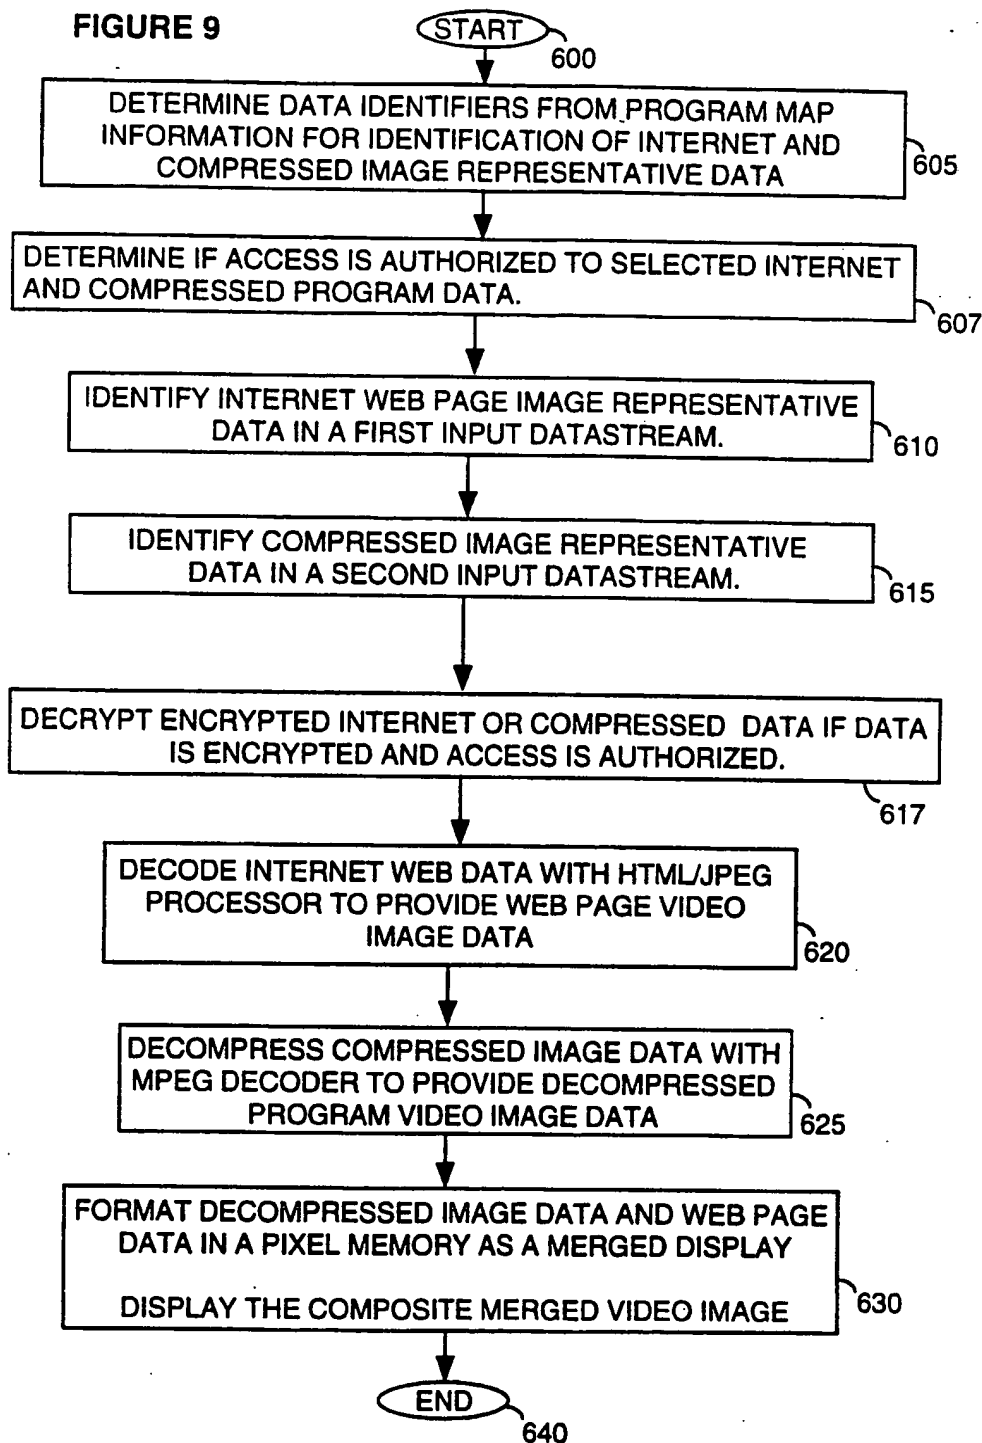 FIGURE 9
START
600
DETERMINE DATA IDENTIFIERS FROM PROGRAM MAP
INFORMATION FOR IDENTIFICATION OF INTERNET AND
COMPRESSED IMAGE REPRESENTATIVE DATA
605
DETERMINE IF ACCESS IS AUTHORIZED TO SELECTED INTERNET
AND COMPRESSED PROGRAM DATA.
607
IDENTIFY INTERNET WEB PAGE IMAGE REPRESENTATIVE
DATA IN A FIRST INPUT DATASTREAM.
610
IDENTIFY COMPRESSED IMAGE REPRESENTATIVE
DATA IN A SECOND INPUT DATASTREAM.
615
DECRYPT ENCRYPTED INTERNET OR COMPRESSED DATA IF DATA
IS ENCRYPTED AND ACCESS IS AUTHORIZED.
617
DECODE INTERNET WEB DATA WITH HTML/JPEG
PROCESSOR TO PROVIDE WEB PAGE VIDEO
IMAGE DATA
620
DECOMPRESS COMPRESSED IMAGE DATA WITH
MPEG DECODER TO PROVIDE DECOMPRESSED
PROGRAM VIDEO IMAGE DATA
625
FORMAT DECOMPRESSED IMAGE DATA AND WEB PAGE
DATA IN A PIXEL MEMORY AS A MERGED DISPLAY
DISPLAY THE COMPOSITE MERGED VIDEO IMAGE
630
END
640